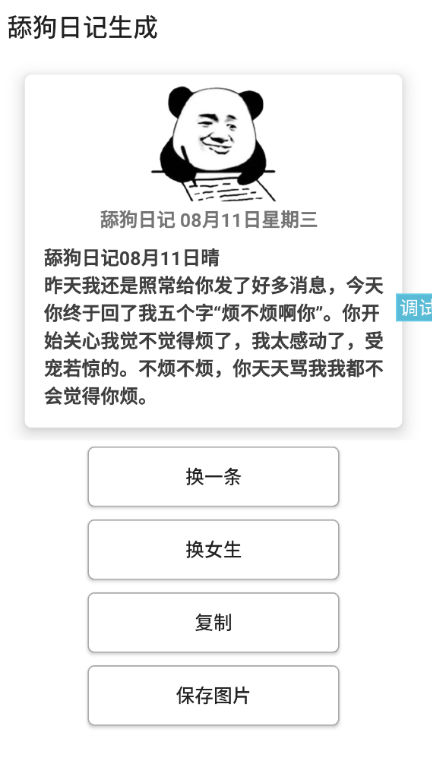 舔狗日记生成
舔狗日记 08月11日星期三
舔狗日记08月11日晴
昨天我还是照常给你发了好多消息，今天
你终于回了我五个字“烦不烦啊你”。你开
始关心我觉不觉得烦了，我太感动了，受
宠若惊的。不烦不烦，你天天骂我我都不
会觉得你烦。
调试
换一条
换女生
复制
保存图片